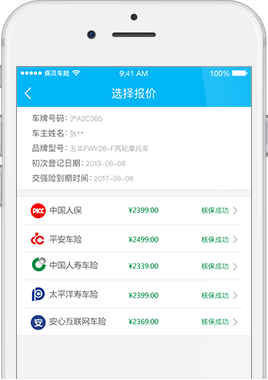 保贝车险 9:41 AM 100%
选择报价
车牌号码：沪A2C385
车主姓名：张**
品牌型号：五羊FWY28-F两轮摩托车
初次登记日期：2013-08-08
交强险到期时间：2017-08-08
PICC 中国人保 ¥2399.00 核保成功
平安车险 ¥2499.00 核保成功
中国人寿车险 ¥2339.00 核保成功
太平洋寿车险 ¥2399.00 核保成功
安 安心互联网车险 ¥2369.00 核保成功